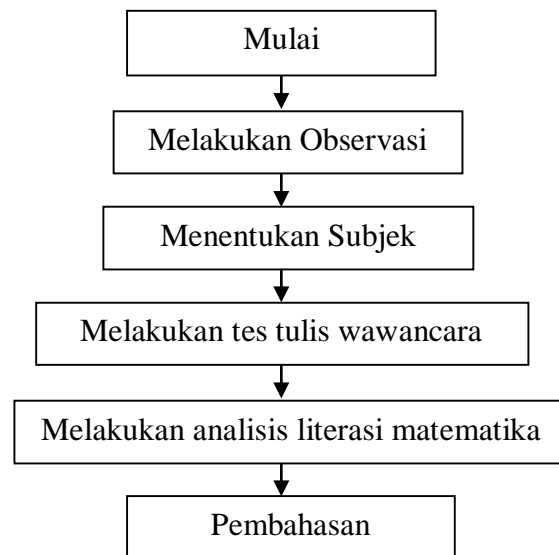 Mulai
Melakukan Observasi
Menentukan Subjek
Melakukan tes tulis wawancara
Melakukan analisis literasi matematika
Pembahasan